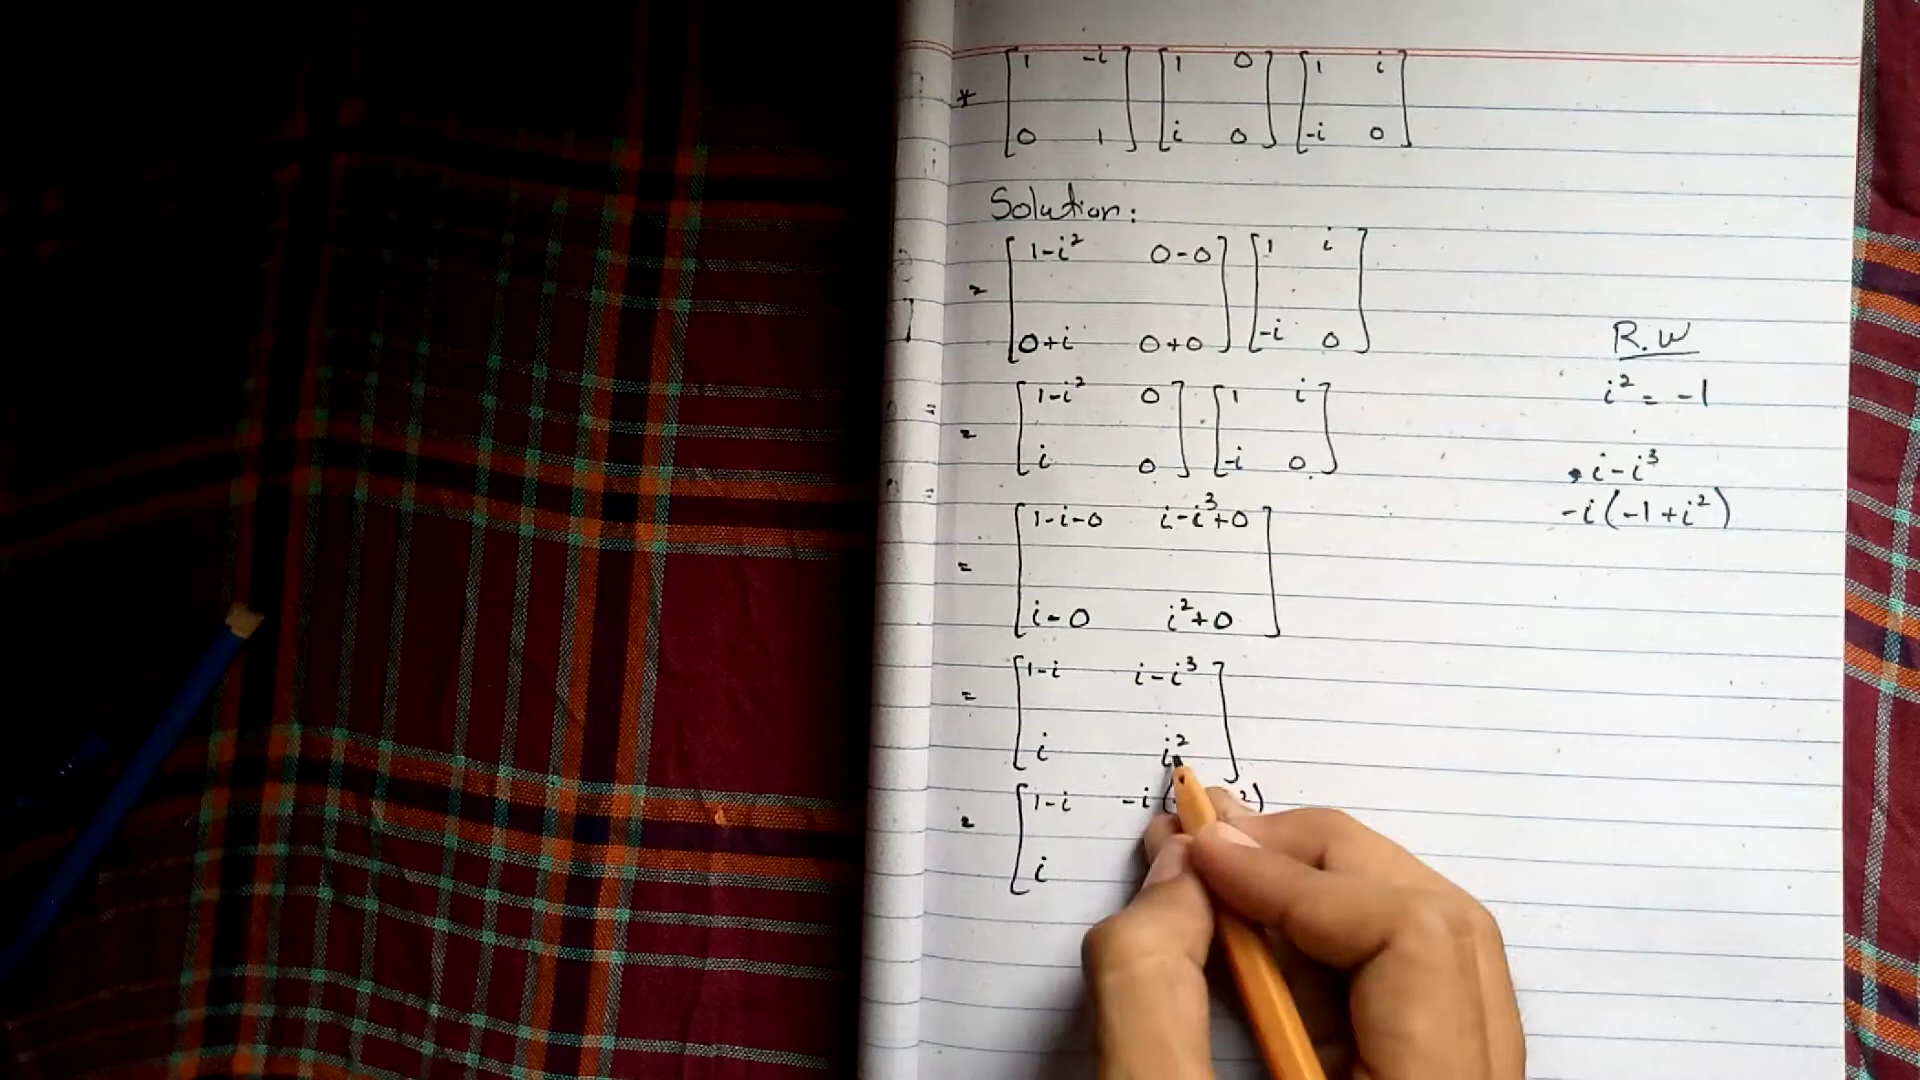 * [1 -i] [1 0] [1 i]
[0 1] [i 0] [-i 0]
Solution:
= [1-i² 0-0] [1 i]
[0+i 0+0] [-i 0]
= [1-i² 0] [1 i]
[i 0] [-i 0]
= [1-i-0 i-i³+0]
[i-0 i²+0]
= [1-i i-i³]
[i i²]
= [1-i -i( ²)
[i
R.W
i² = -1
i-i³
-i(-1+i²)